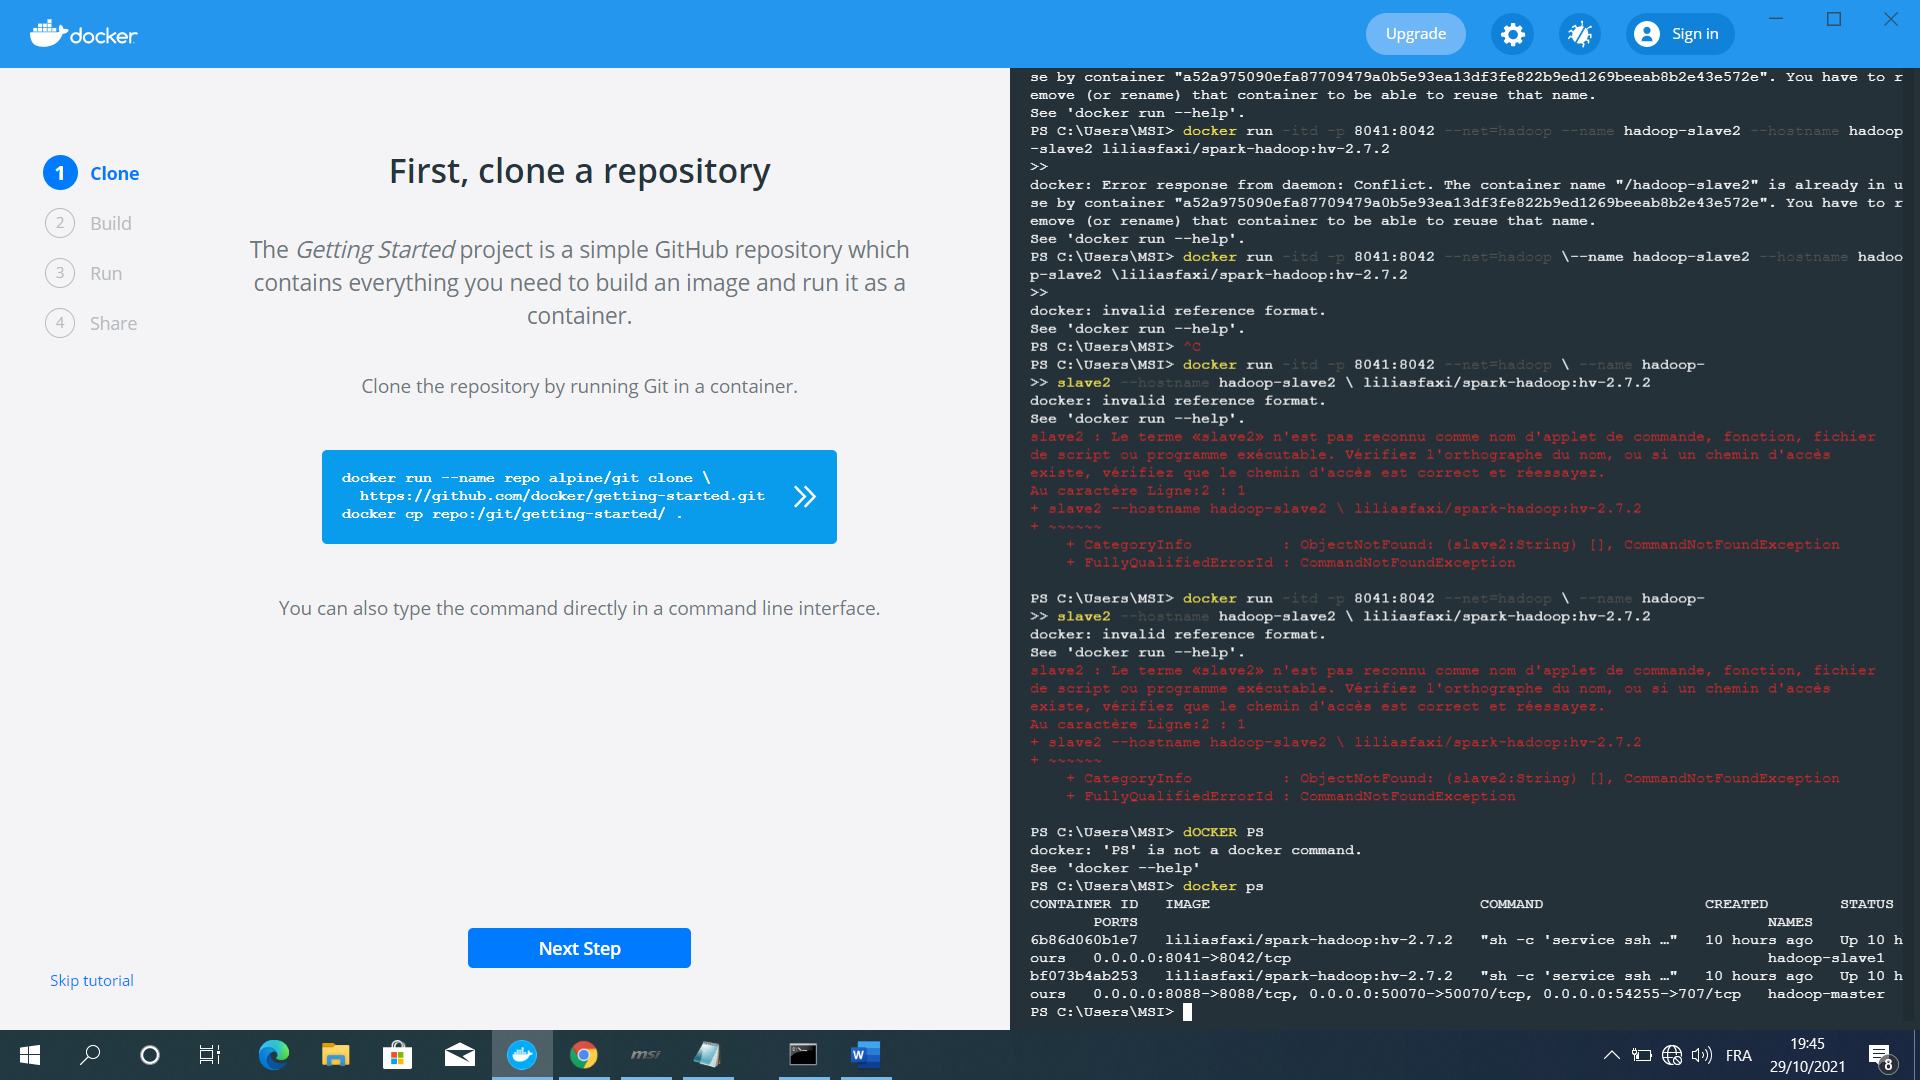 docker
Upgrade
Sign in
1 Clone
2 Build
3 Run
4 Share
First, clone a repository
The Getting Started project is a simple GitHub repository which
contains everything you need to build an image and run it as a
container.
Clone the repository by running Git in a container.
docker run --name repo alpine/git clone \
https://github.com/docker/getting-started.git
docker cp repo:/git/getting-started/ .
You can also type the command directly in a command line interface.
Next Step
Skip tutorial
se by container "a52a975090efa87709479a0b5e93ea13df3fe822b9ed1269beeab8b2e43e572e". You have to r
emove (or rename) that container to be able to reuse that name.
See 'docker run --help'.
PS C:\Users\MSI> docker run -itd -p 8041:8042 --net=hadoop --name hadoop-slave2 --hostname hadoop
-slave2 liliasfaxi/spark-hadoop:hv-2.7.2
>>
docker: Error response from daemon: Conflict. The container name "/hadoop-slave2" is already in u
se by container "a52a975090efa87709479a0b5e93ea13df3fe822b9ed1269beeab8b2e43e572e". You have to r
emove (or rename) that container to be able to reuse that name.
See 'docker run --help'.
PS C:\Users\MSI> docker run -itd -p 8041:8042 --net=hadoop \--name hadoop-slave2 --hostname hadoo
p-slave2 \liliasfaxi/spark-hadoop:hv-2.7.2
>>
docker: invalid reference format.
See 'docker run --help'.
PS C:\Users\MSI> ^C
PS C:\Users\MSI> docker run -itd -p 8041:8042 --net=hadoop \ --name hadoop-
>> slave2 --hostname hadoop-slave2 \ liliasfaxi/spark-hadoop:hv-2.7.2
docker: invalid reference format.
See 'docker run --help'.
slave2 : Le terme «slave2» n'est pas reconnu comme nom d'applet de commande, fonction, fichier
de script ou programme exécutable. Vérifiez l'orthographe du nom, ou si un chemin d'accès
existe, vérifiez que le chemin d'accès est correct et réessayez.
Au caractère Ligne:2 : 1
+ slave2 --hostname hadoop-slave2 \ liliasfaxi/spark-hadoop:hv-2.7.2
+ ~~~~~~
+ CategoryInfo : ObjectNotFound: (slave2:String) [], CommandNotFoundException
+ FullyQualifiedErrorId : CommandNotFoundException
PS C:\Users\MSI> docker run -itd -p 8041:8042 --net=hadoop \ --name hadoop-
>> slave2 --hostname hadoop-slave2 \ liliasfaxi/spark-hadoop:hv-2.7.2
docker: invalid reference format.
See 'docker run --help'.
slave2 : Le terme «slave2» n'est pas reconnu comme nom d'applet de commande, fonction, fichier
de script ou programme exécutable. Vérifiez l'orthographe du nom, ou si un chemin d'accès
existe, vérifiez que le chemin d'accès est correct et réessayez.
Au caractère Ligne:2 : 1
+ slave2 --hostname hadoop-slave2 \ liliasfaxi/spark-hadoop:hv-2.7.2
+ ~~~~~~
+ CategoryInfo : ObjectNotFound: (slave2:String) [], CommandNotFoundException
+ FullyQualifiedErrorId : CommandNotFoundException
PS C:\Users\MSI> dOCKER PS
docker: 'PS' is not a docker command.
See 'docker --help'
PS C:\Users\MSI> docker ps
CONTAINER ID IMAGE COMMAND CREATED STATUS
PORTS NAMES
6b86d060b1e7 liliasfaxi/spark-hadoop:hv-2.7.2 "sh -c 'service ssh …" 10 hours ago Up 10 h
ours 0.0.0.0:8041->8042/tcp hadoop-slave1
bf073b4ab253 liliasfaxi/spark-hadoop:hv-2.7.2 "sh -c 'service ssh …" 10 hours ago Up 10 h
ours 0.0.0.0:8088->8088/tcp, 0.0.0.0:50070->50070/tcp, 0.0.0.0:54255->707/tcp hadoop-master
PS C:\Users\MSI>
msi
W
FRA
19:45
29/10/2021
8